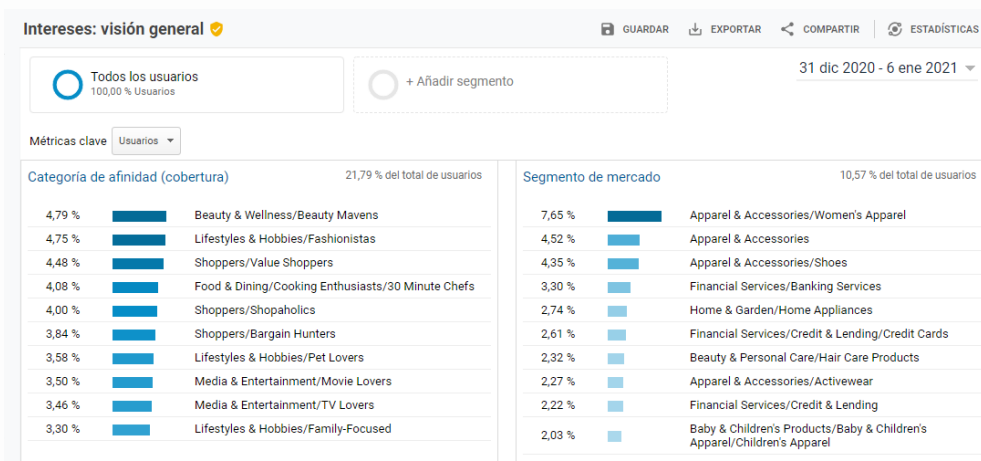 Intereses: visión general
GUARDAR EXPORTAR COMPARTIR ESTADÍSTICAS
Todos los usuarios
100,00 % Usuarios
+ Añadir segmento
31 dic 2020 - 6 ene 2021
Métricas clave Usuarios
Categoría de afinidad (cobertura) 21,79 % del total de usuarios
4,79 % Beauty & Wellness/Beauty Mavens
4,75 % Lifestyles & Hobbies/Fashionistas
4,48 % Shoppers/Value Shoppers
4,08 % Food & Dining/Cooking Enthusiasts/30 Minute Chefs
4,00 % Shoppers/Shopaholics
3,84 % Shoppers/Bargain Hunters
3,58 % Lifestyles & Hobbies/Pet Lovers
3,50 % Media & Entertainment/Movie Lovers
3,46 % Media & Entertainment/TV Lovers
3,30 % Lifestyles & Hobbies/Family-Focused
Segmento de mercado 10,57 % del total de usuarios
7,65 % Apparel & Accessories/Women's Apparel
4,52 % Apparel & Accessories
4,35 % Apparel & Accessories/Shoes
3,30 % Financial Services/Banking Services
2,74 % Home & Garden/Home Appliances
2,61 % Financial Services/Credit & Lending/Credit Cards
2,32 % Beauty & Personal Care/Hair Care Products
2,27 % Apparel & Accessories/Activewear
2,22 % Financial Services/Credit & Lending
2,03 % Baby & Children's Products/Baby & Children's
Apparel/Children's Apparel